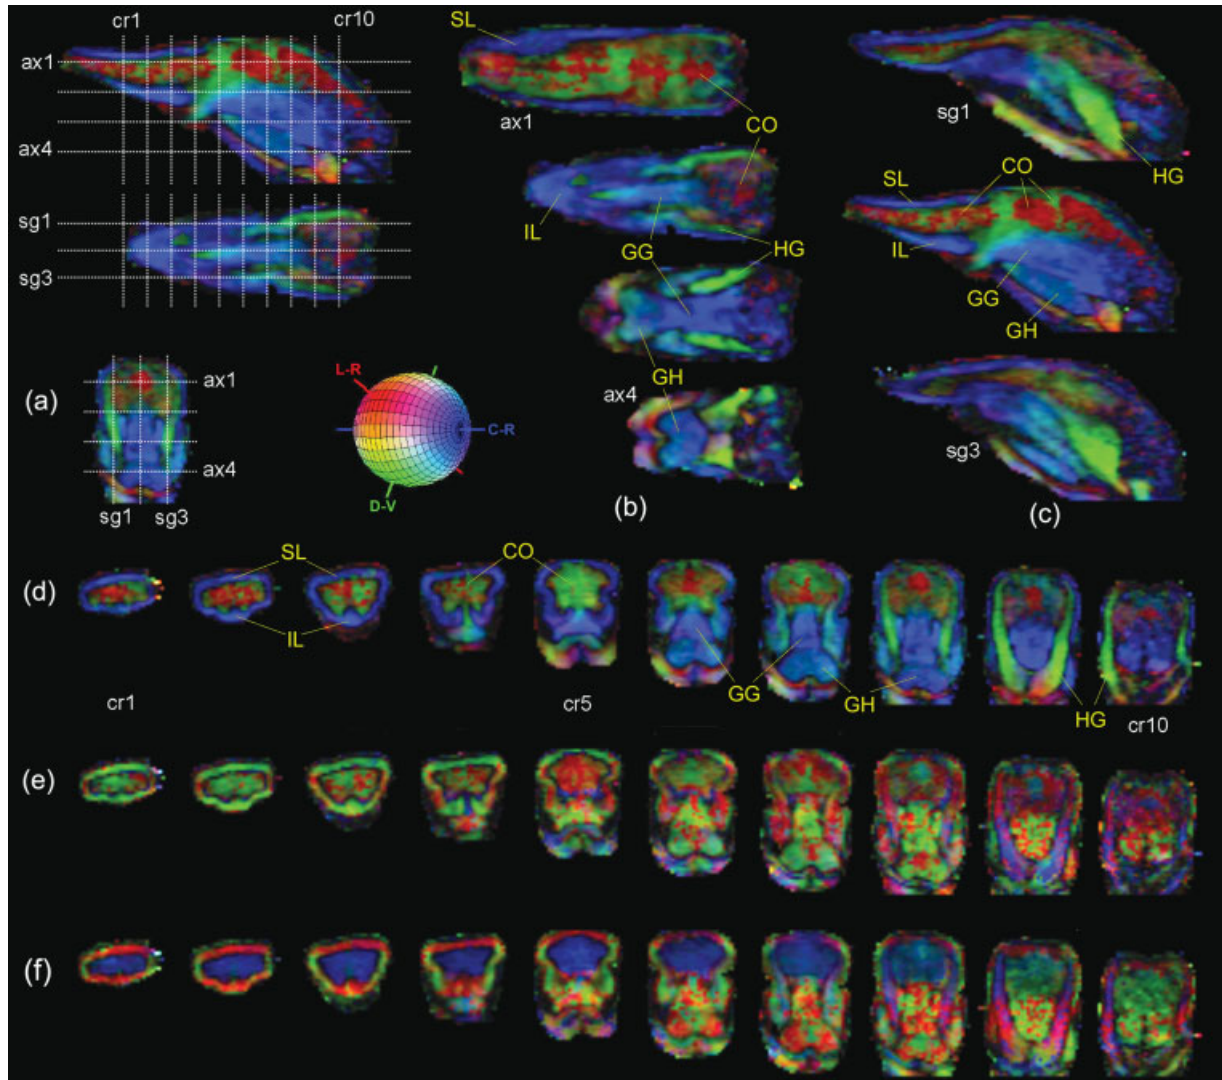 cr1 cr10 SL
ax1
ax1 CO
sg1
ax4 HG
SL CO
sg1 IL
GG HG IL
sg3 GG
GH
L-R GH
ax1 ax4
(a) C-R
sg3
ax4
D-V (b) (c)
sg1 sg3
SL CO
(d)
IL
GG GH
cr1 cr5 HG cr10
(e)
(f)